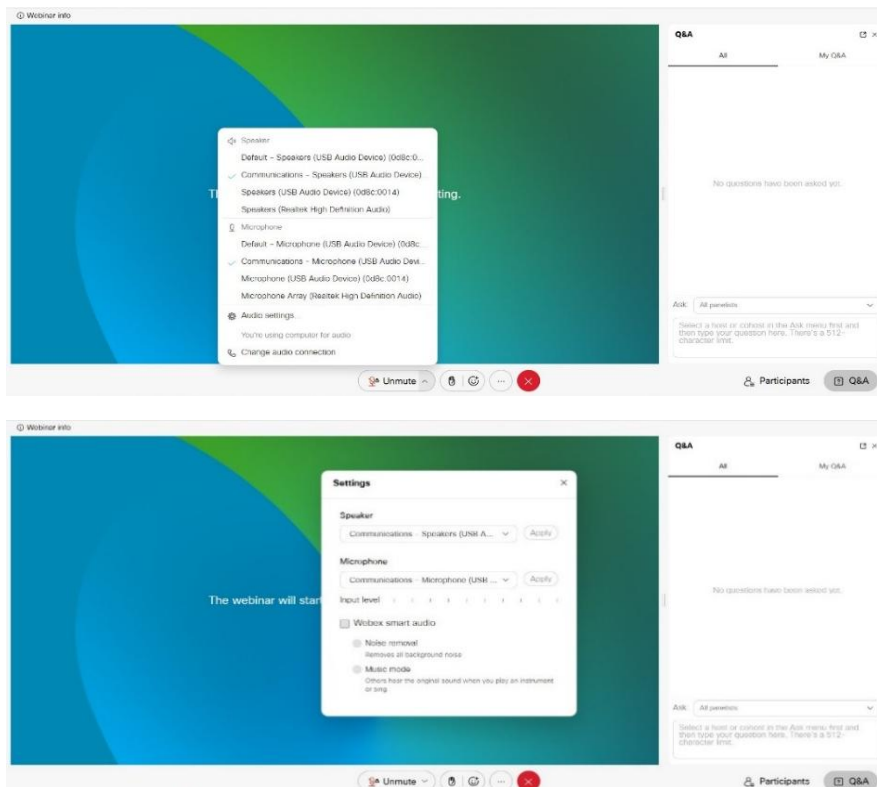 Webinar info
Q&A
All
My Q&A
Speaker
Default - Speakers (USB Audio Device) (0d8c:0...
Communications - Speakers (USB Audio Device)
Speakers (USB Audio Device) (0d8c:0014)
Speakers (Realtek High Definition Audio)
Microphone
Default - Microphone (USB Audio Device) (0d8c:
Communications - Microphone (USB Audio Devi...
Microphone (USB Audio Device) (0d8c:0014)
Microphone Array (Realtek High Definition Audio)
Audio settings...
You're using computer for audio
Change audio connection
ting.
No questions have been asked yet.
Ask: All panelists
Select a host or cohost in the Ask menu first and
then type your question here. There's a 512-
character limit.
Unmute
Participants
Q&A
Webinar info
Q&A
All
My Q&A
Settings
Speaker
Communications - Speakers (USB A... Apply
Microphone
Communications - Microphone (USB ... Apply
Input level
Webex smart audio
Noise removal
Removes all background noise
Music mode
Others hear the original sound when you play an instrument
or sing.
The webinar will start
No questions have been asked yet.
Ask: All panelists
Select a host or cohost in the Ask menu first and
then type your question here. There's a 512-
character limit.
Unmute
Participants
Q&A